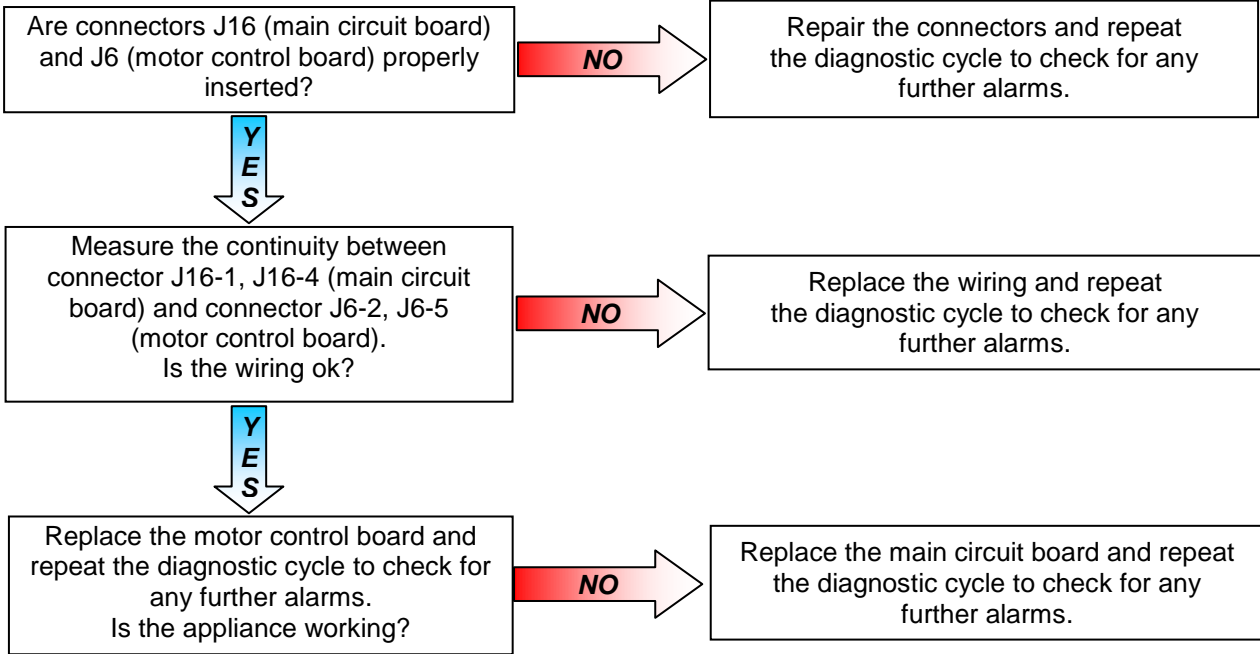 Are connectors J16 (main circuit board)
and J6 (motor control board) properly
inserted?
NO
Repair the connectors and repeat
the diagnostic cycle to check for any
further alarms.
Y
E
S
Measure the continuity between
connector J16-1, J16-4 (main circuit
board) and connector J6-2, J6-5
(motor control board).
Is the wiring ok?
NO
Replace the wiring and repeat
the diagnostic cycle to check for any
further alarms.
Y
E
S
Replace the motor control board and
repeat the diagnostic cycle to check for
any further alarms.
Is the appliance working?
NO
Replace the main circuit board and repeat
the diagnostic cycle to check for any
further alarms.